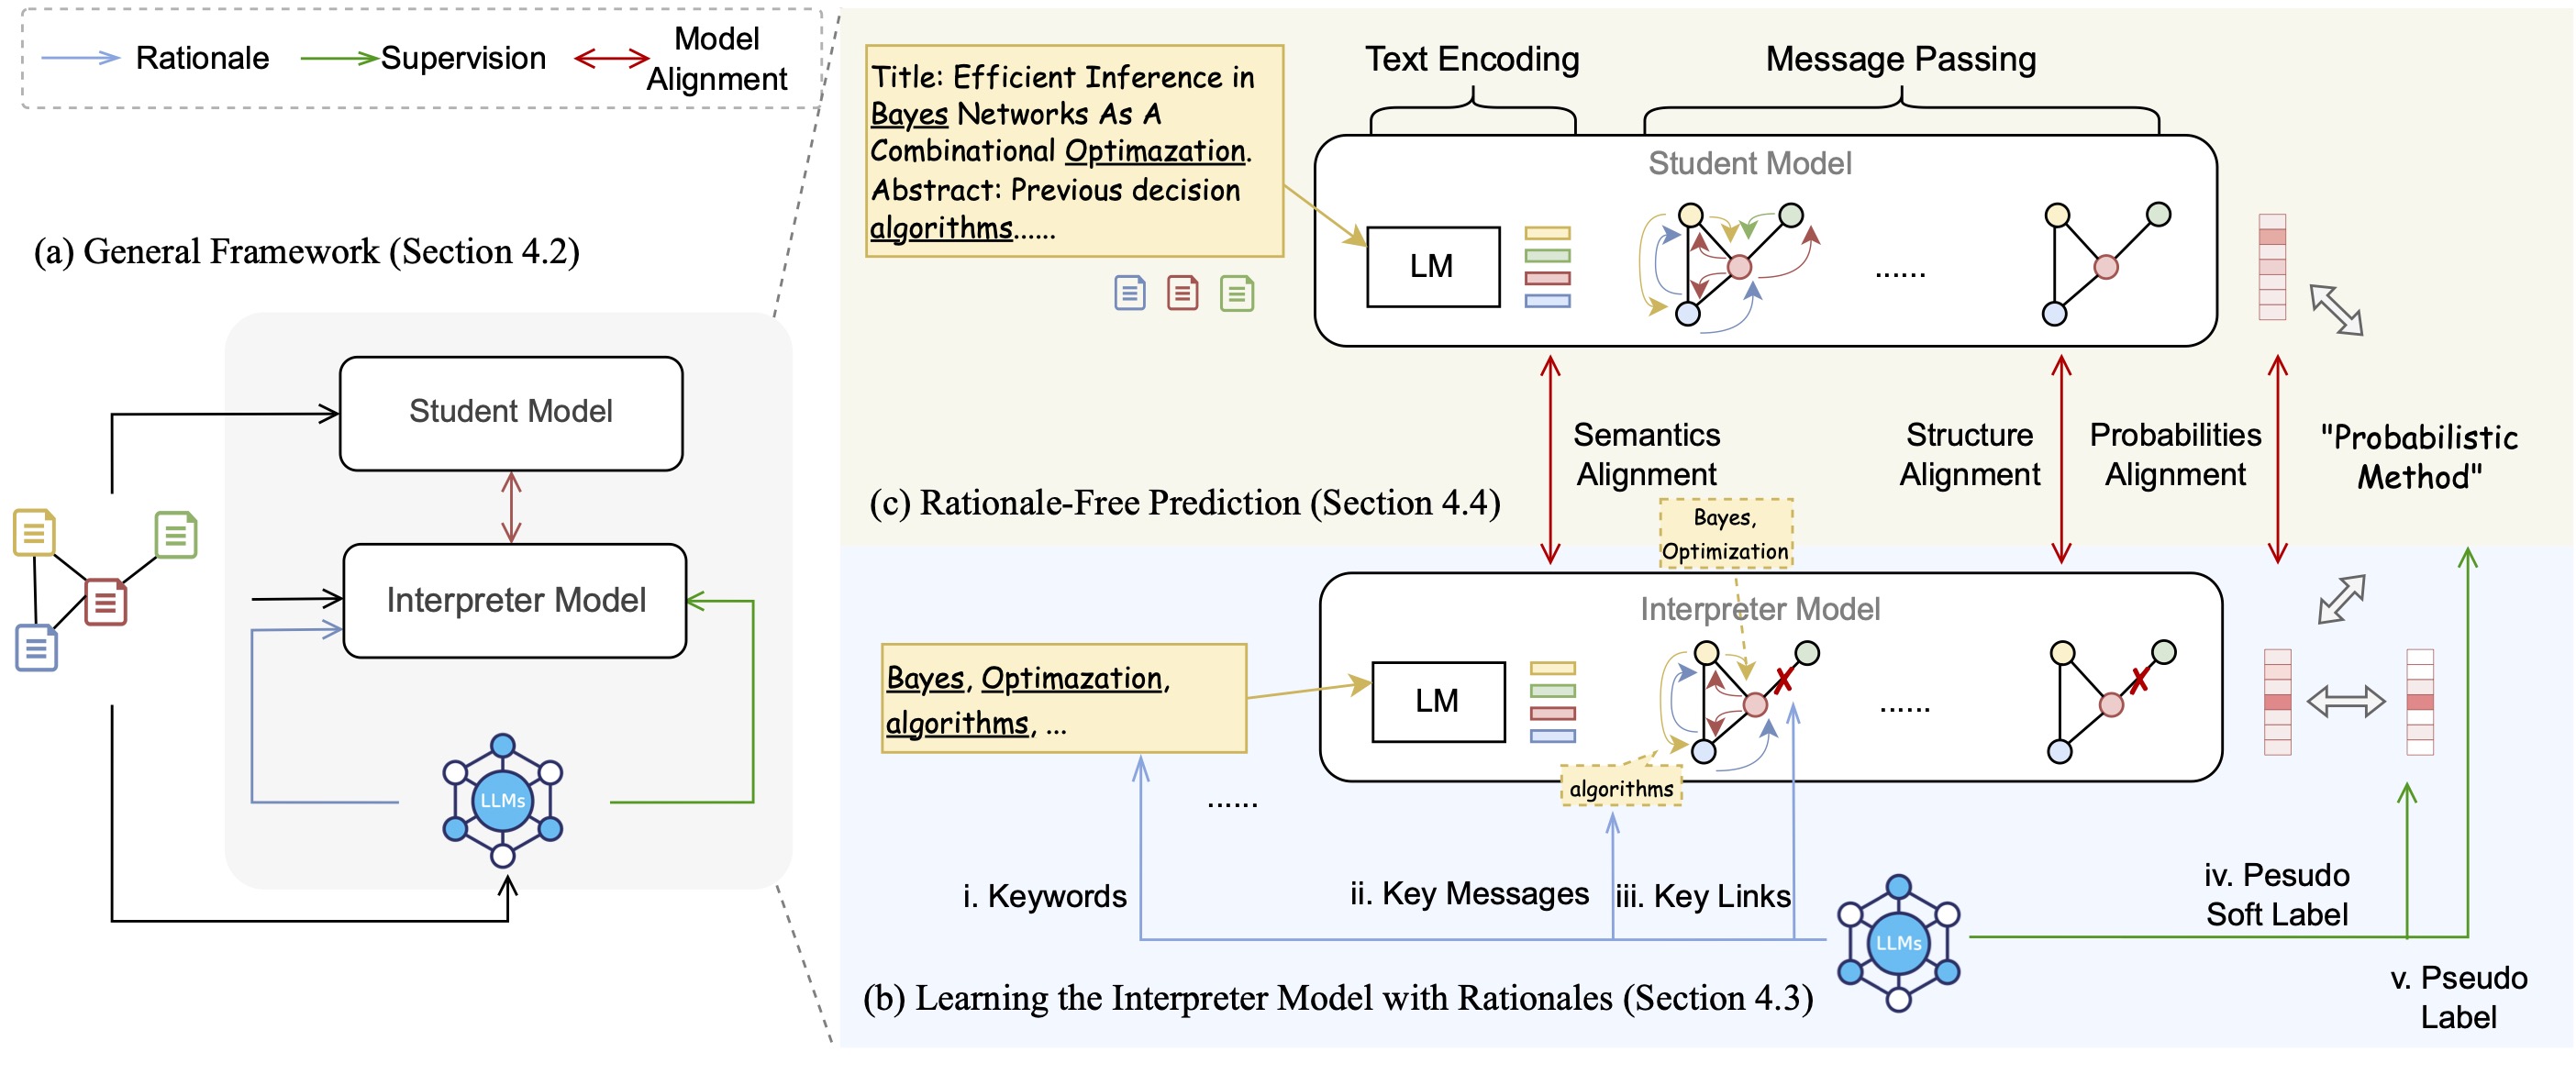 Rationale
Supervision
Model
Alignment
(a) General Framework (Section 4.2)
Student Model
Interpreter Model
LLMs
Title: Efficient Inference in
Bayes Networks As A
Combinational Optimazation.
Abstract: Previous decision
algorithms......
Text Encoding
Message Passing
Student Model
LM
......
Semantics
Alignment
Structure
Alignment
Probabilities
Alignment
"Probabilistic
Method"
(c) Rationale-Free Prediction (Section 4.4)
Bayes,
Optimization
Interpreter Model
Bayes, Optimazation,
algorithms, ...
LM
......
algorithms
......
i. Keywords
ii. Key Messages
iii. Key Links
LLMs
iv. Pesudo
Soft Label
v. Pseudo
Label
(b) Learning the Interpreter Model with Rationales (Section 4.3)